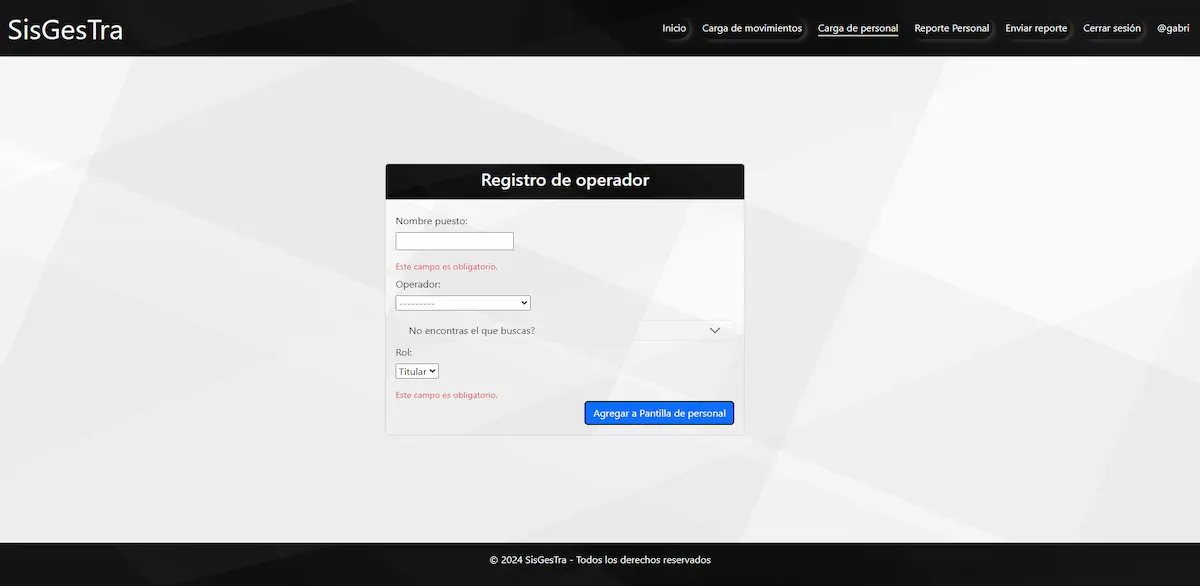 SisGesTra
Inicio Carga de movimientos Carga de personal Reporte Personal Enviar reporte Cerrar sesión @gabri
Registro de operador
Nombre puesto:
Este campo es obligatorio.
Operador:
---------
No encontras el que buscas?
Rol:
Titular
Este campo es obligatorio.
Agregar a Pantilla de personal
© 2024 SisGesTra - Todos los derechos reservados